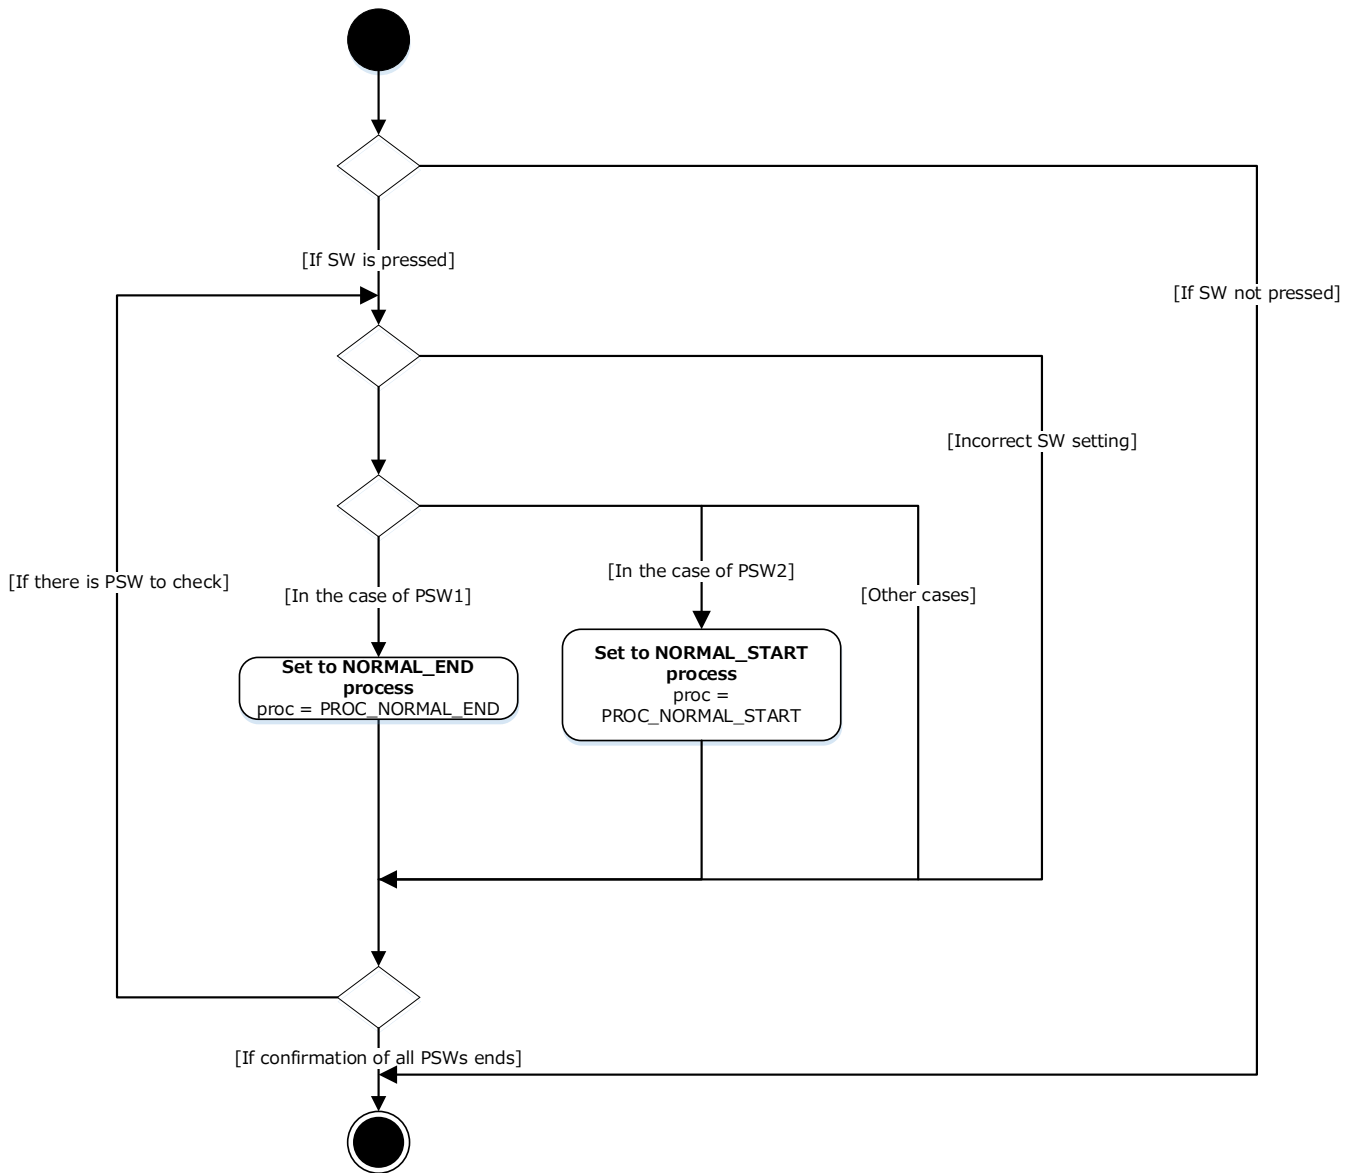 [If SW is pressed]
[If SW not pressed]
[Incorrect SW setting]
[If there is PSW to check]
[In the case of PSW1]
[In the case of PSW2]
[Other cases]
Set to NORMAL_END
process
proc = PROC_NORMAL_END
Set to NORMAL_START
process
proc =
PROC_NORMAL_START
[If confirmation of all PSWs ends]